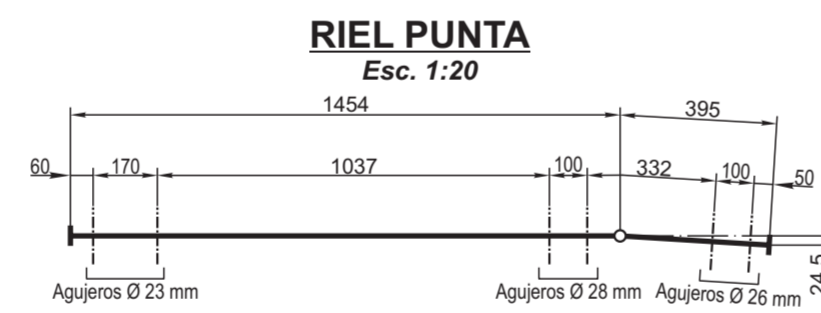 RIEL PUNTA
Esc. 1:20
1454
395
60
170
1037
100
332
100
50
24,5
Agujeros Ø 23 mm
Agujeros Ø 28 mm
Agujeros Ø 26 mm